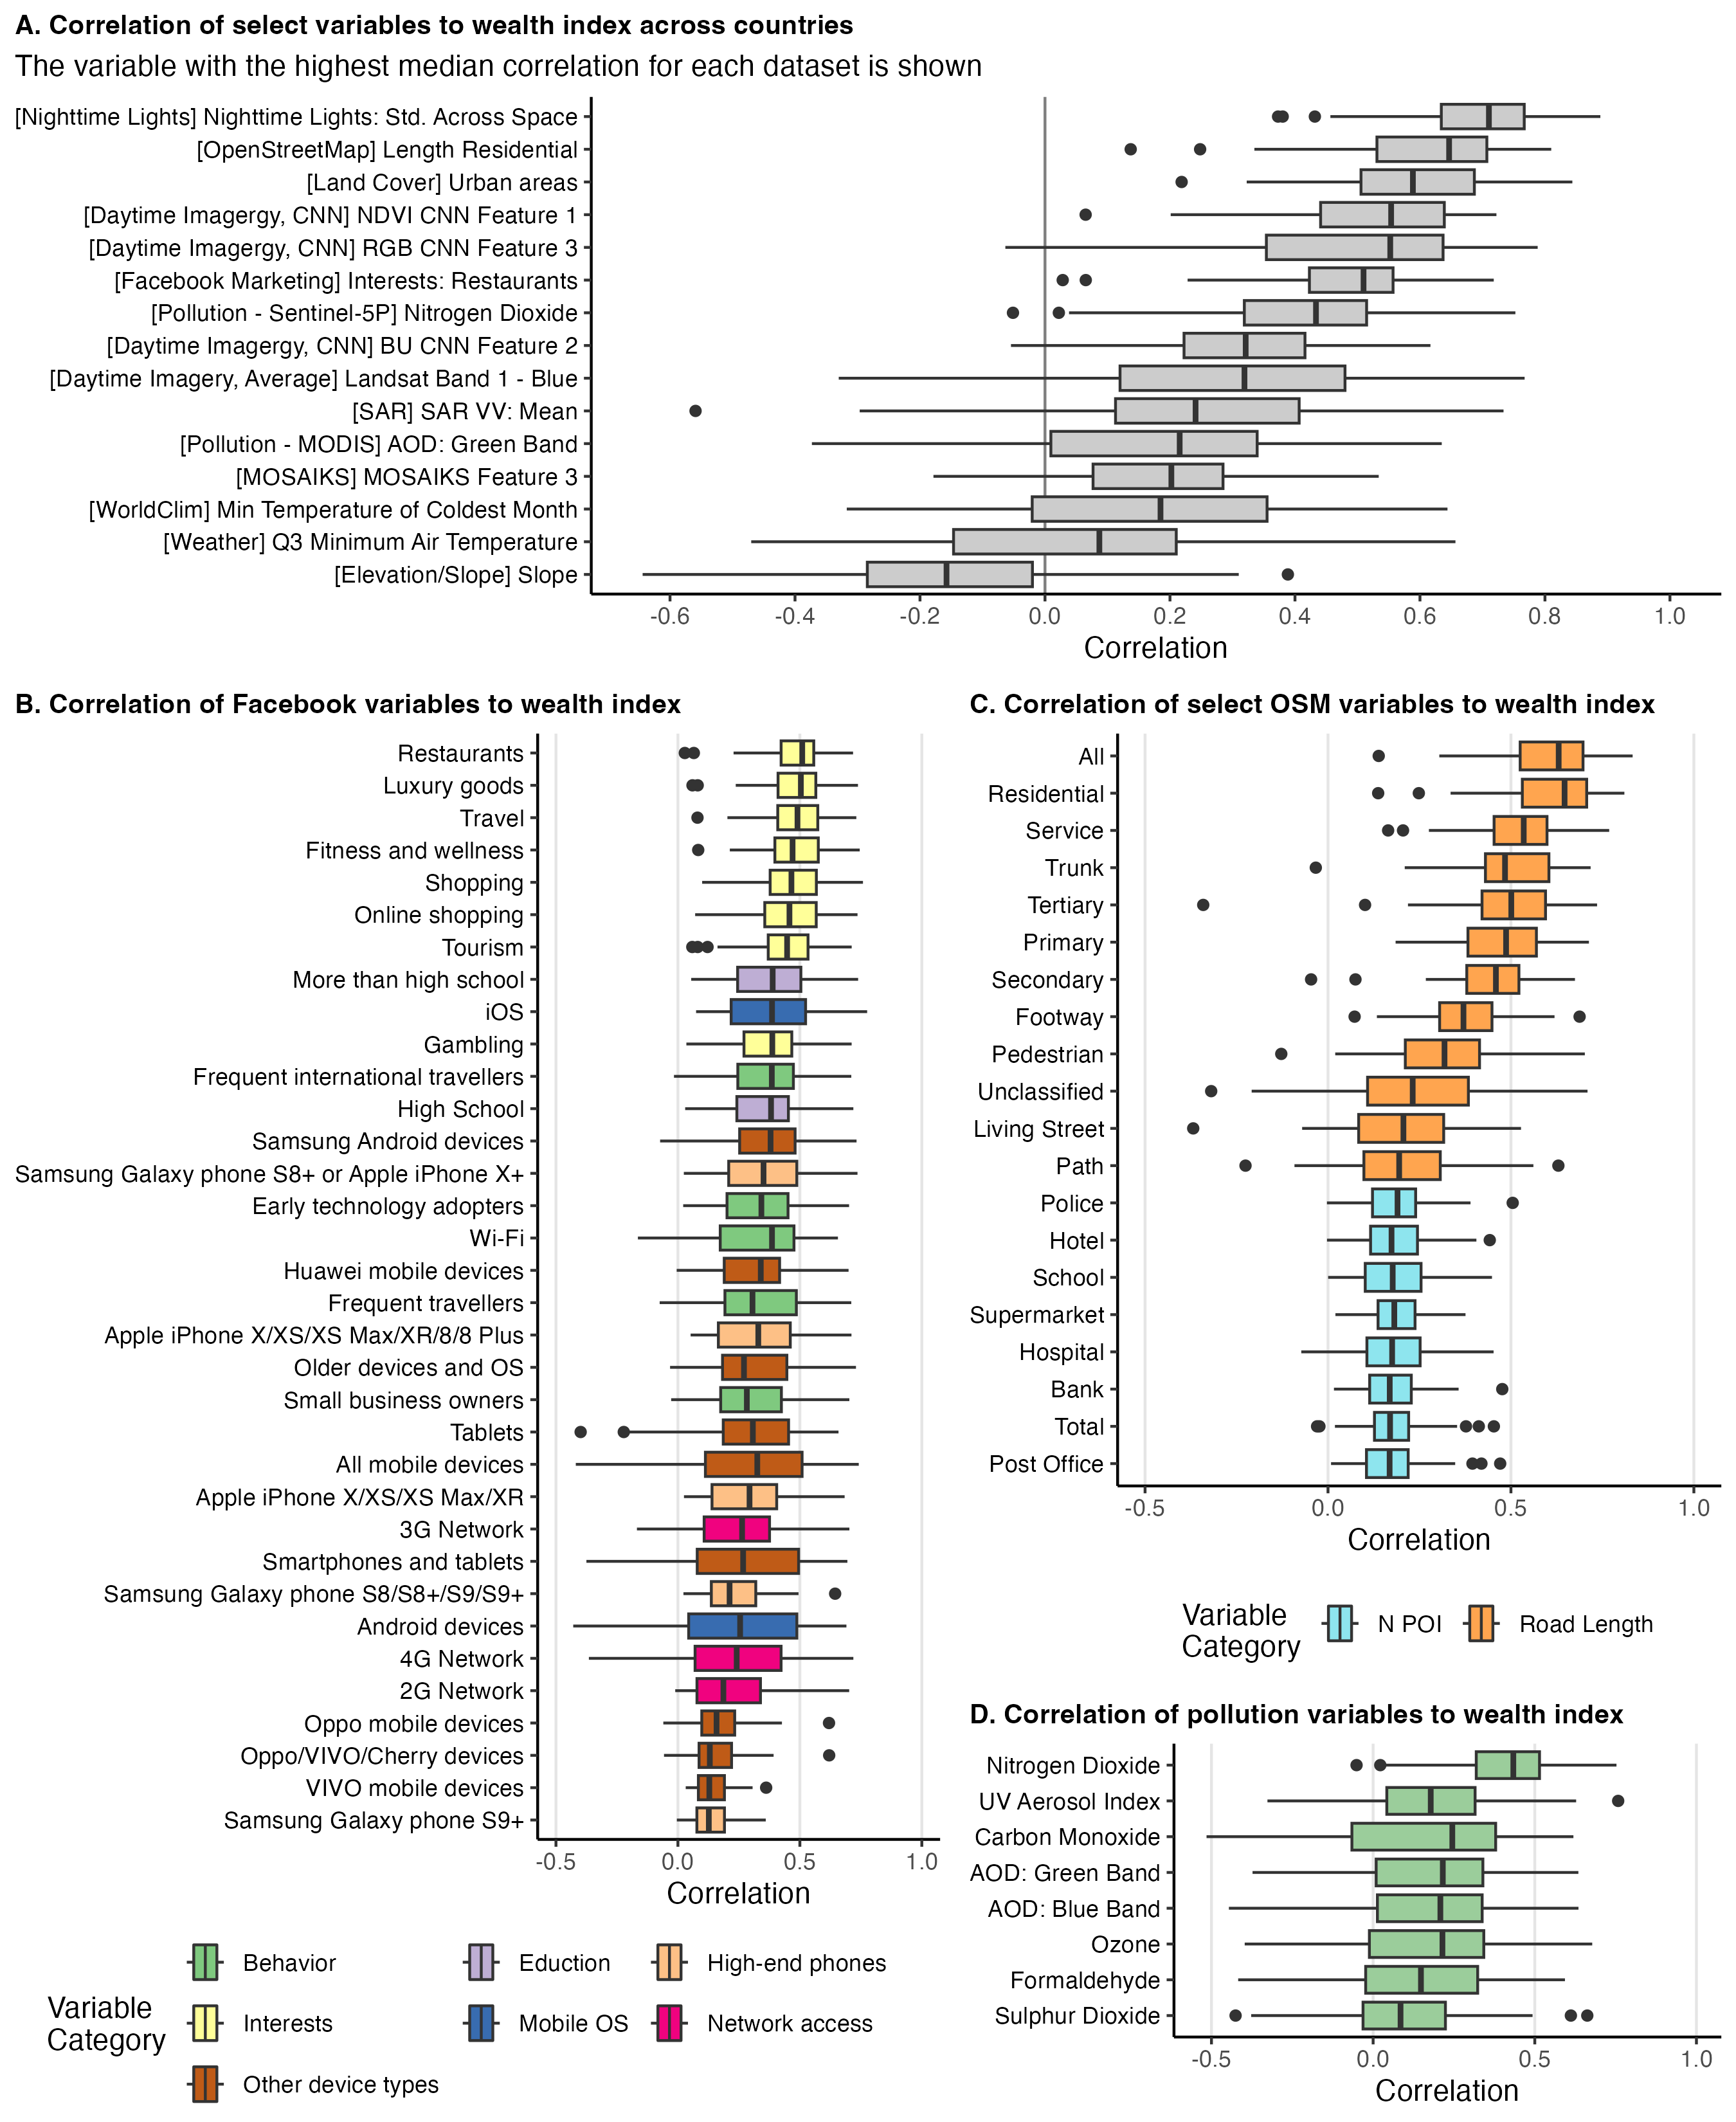 A. Correlation of select variables to wealth index across countries
The variable with the highest median correlation for each dataset is shown
[Nighttime Lights] Nighttime Lights: Std. Across Space
[OpenStreetMap] Length Residential
[Land Cover] Urban areas
[Daytime Imagergy, CNN] NDVI CNN Feature 1
[Daytime Imagergy, CNN] RGB CNN Feature 3
[Facebook Marketing] Interests: Restaurants
[Pollution - Sentinel-5P] Nitrogen Dioxide
[Daytime Imagergy, CNN] BU CNN Feature 2
[Daytime Imagery, Average] Landsat Band 1 - Blue
[SAR] SAR VV: Mean
[Pollution - MODIS] AOD: Green Band
[MOSAIKS] MOSAIKS Feature 3
[WorldClim] Min Temperature of Coldest Month
[Weather] Q3 Minimum Air Temperature
[Elevation/Slope] Slope
-0.6 -0.4 -0.2 0.0 0.2 0.4 0.6 0.8 1.0
Correlation
B. Correlation of Facebook variables to wealth index
Restaurants
Luxury goods
Travel
Fitness and wellness
Shopping
Online shopping
Tourism
More than high school
iOS
Gambling
Frequent international travellers
High School
Samsung Android devices
Samsung Galaxy phone S8+ or Apple iPhone X+
Early technology adopters
Wi-Fi
Huawei mobile devices
Frequent travellers
Apple iPhone X/XS/XS Max/XR/8/8 Plus
Older devices and OS
Small business owners
Tablets
All mobile devices
Apple iPhone X/XS/XS Max/XR
3G Network
Smartphones and tablets
Samsung Galaxy phone S8/S8+/S9/S9+
Android devices
4G Network
2G Network
Oppo mobile devices
Oppo/VIVO/Cherry devices
VIVO mobile devices
Samsung Galaxy phone S9+
-0.5 0.0 0.5 1.0
Correlation
Variable
Category
Behavior
Interests
Other device types
Eduction
Mobile OS
High-end phones
Network access
C. Correlation of select OSM variables to wealth index
All
Residential
Service
Trunk
Tertiary
Primary
Secondary
Footway
Pedestrian
Unclassified
Living Street
Path
Police
Hotel
School
Supermarket
Hospital
Bank
Total
Post Office
-0.5 0.0 0.5 1.0
Correlation
Variable
Category
N POI
Road Length
D. Correlation of pollution variables to wealth index
Nitrogen Dioxide
UV Aerosol Index
Carbon Monoxide
AOD: Green Band
AOD: Blue Band
Ozone
Formaldehyde
Sulphur Dioxide
-0.5 0.0 0.5 1.0
Correlation